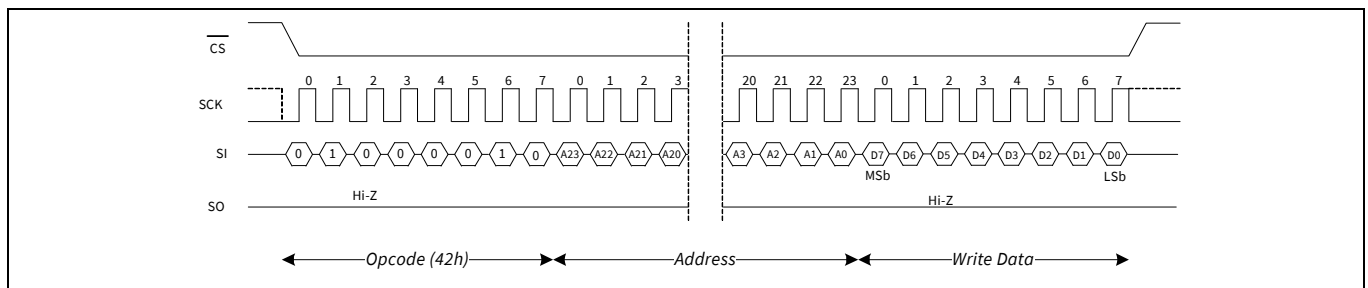 CS
0 1 2 3 4 5 6 7 0 1 2 3 20 21 22 23 0 1 2 3 4 5 6 7
SCK
SI 0 1 0 0 0 0 1 0 A23 A22 A21 A20 A3 A2 A1 A0 D7 D6 D5 D4 D3 D2 D1 D0
MSb LSb
Hi-Z Hi-Z
SO
Opcode (42h) Address Write Data